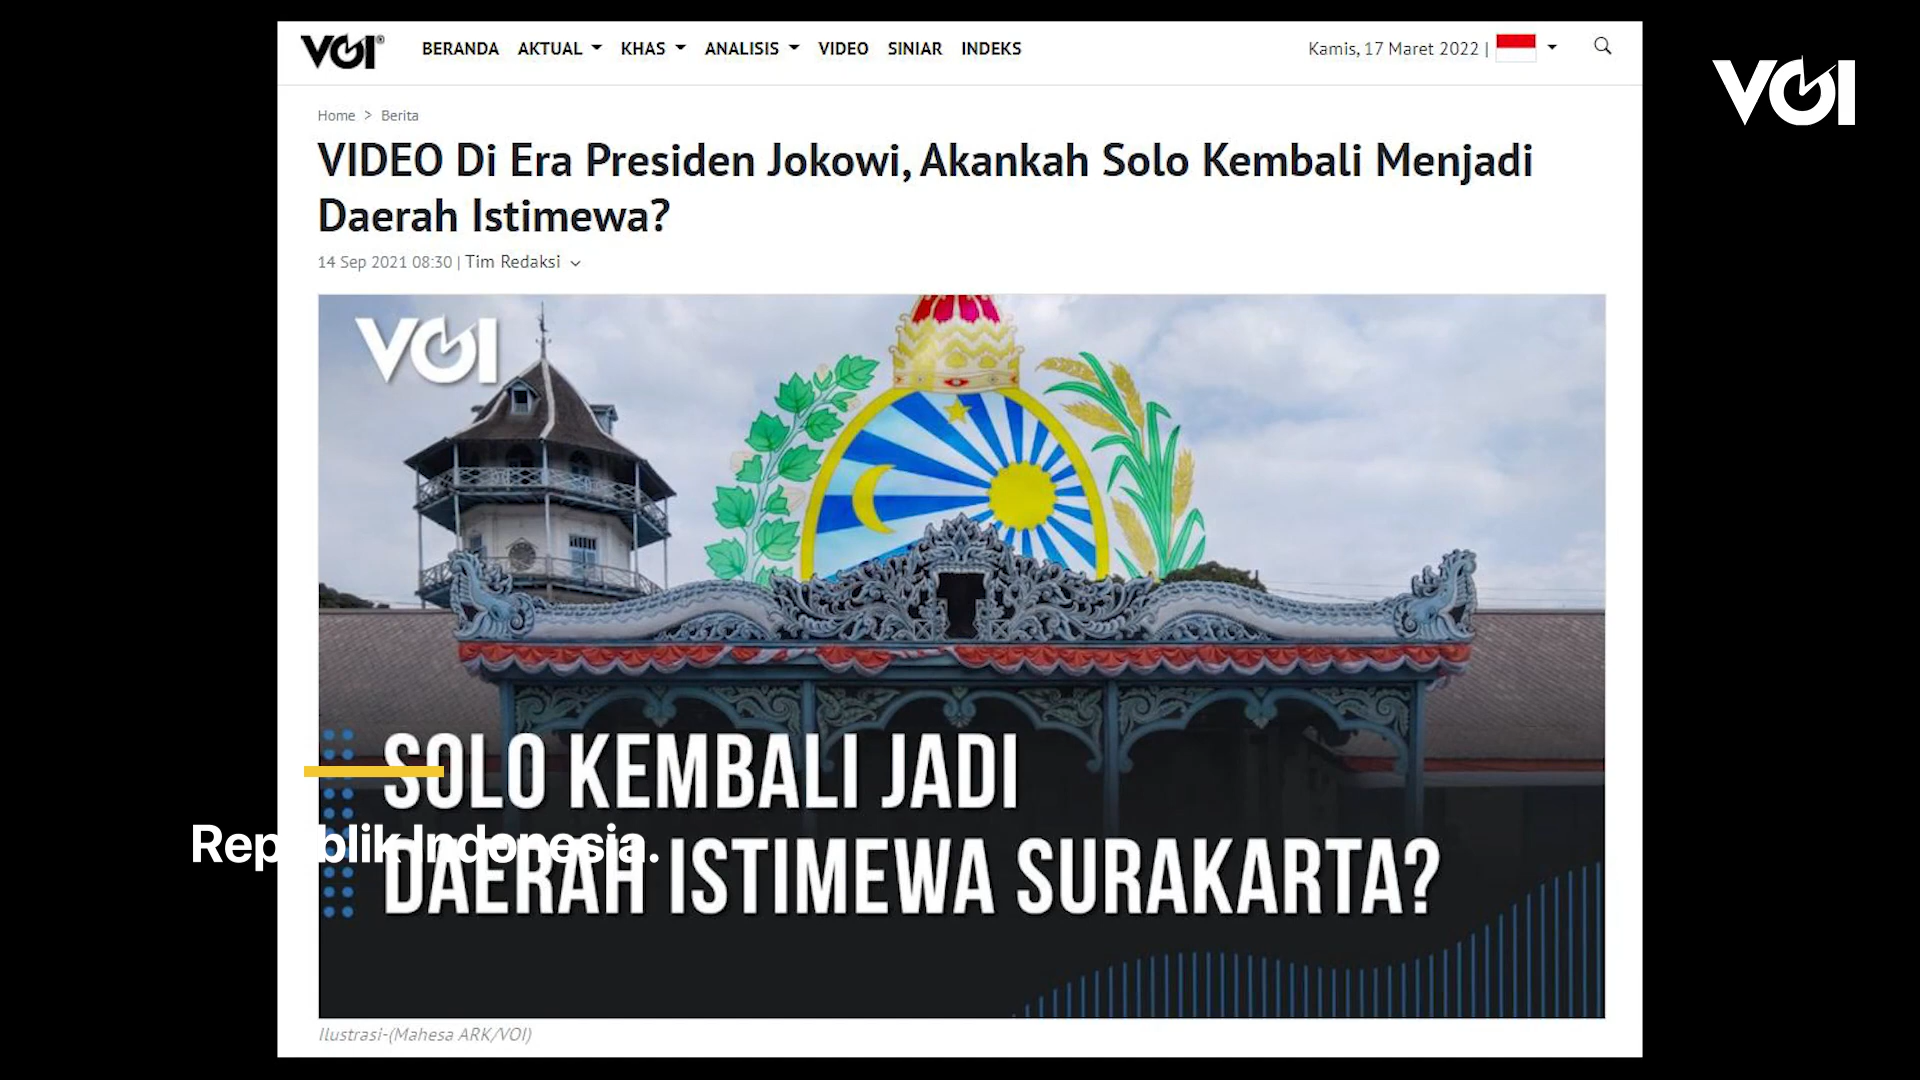 VOI
BERANDA AKTUAL KHAS ANALISIS VIDEO SINIAR INDEKS
Kamis, 17 Maret 2022 |
VOI
Home > Berita
VIDEO Di Era Presiden Jokowi, Akankah Solo Kembali Menjadi
Daerah Istimewa?
14 Sep 2021 08:30 | Tim Redaksi
VOI
SOLO KEMBALI JADI
Republik Indonesia.
DAERAH ISTIMEWA SURAKARTA?
Ilustrasi-(Mahesa ARK/VOI)